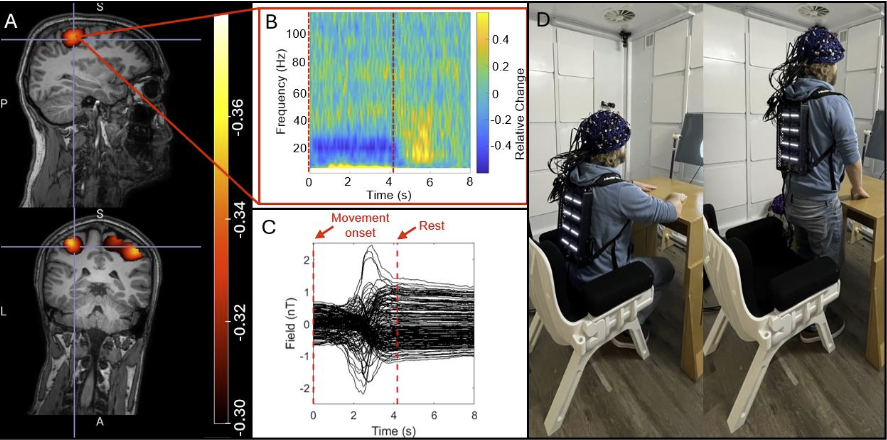 A
S
P
S
L
A
-0.36
-0.34
-0.32
-0.30
B
Frequency (Hz)
100
80
60
40
20
0 2 4 6 8
Time (s)
0.4
0.2
0
-0.2
-0.4
Relative Change
C
Movement
onset
Rest
Field (nT)
2
1
0
-1
-2
0 2 4 6 8
Time (s)
D